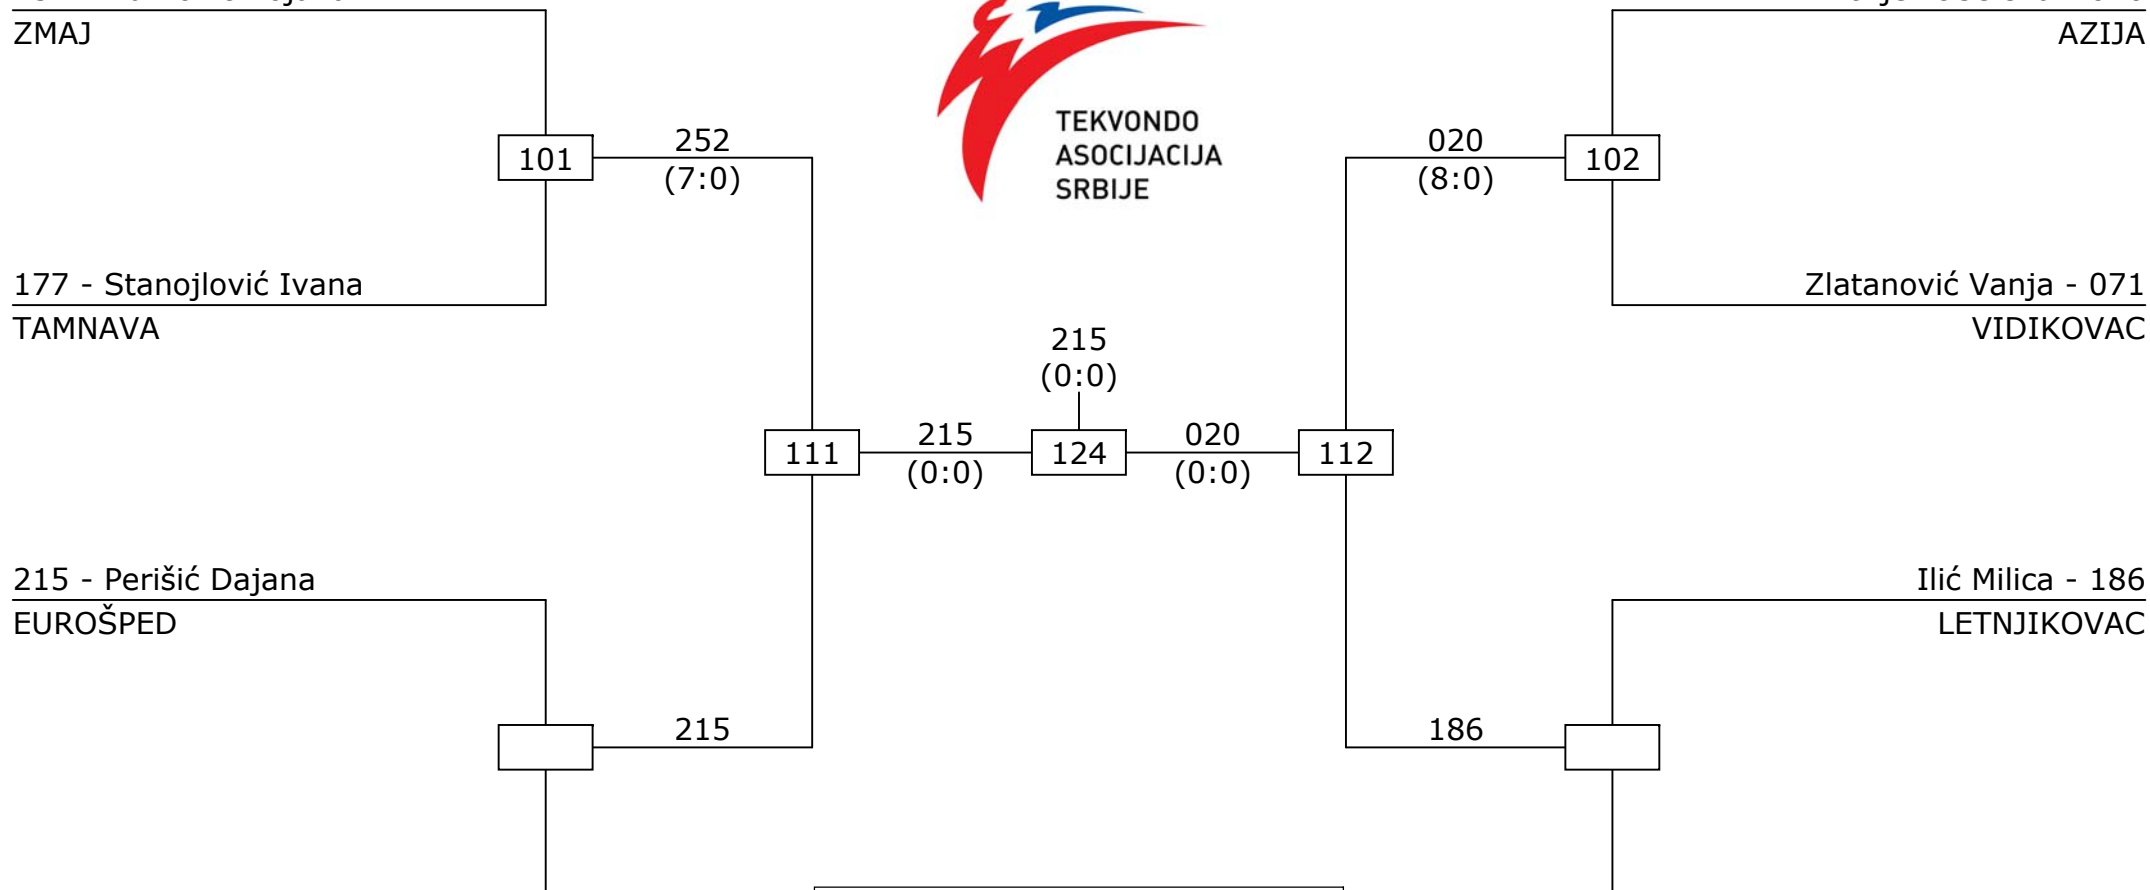 ZMAJ
AZIJA
TEKVONDO
ASOCIJACIJA
SRBIJE
101
252
(7:0)
020
(8:0)
102
177 - Stanojlović Ivana
TAMNAVA
Zlatanović Vanja - 071
VIDIKOVAC
215
(0:0)
111
215
(0:0)
124
020
(0:0)
112
215 - Perišić Dajana
EUROŠPED
Ilić Milica - 186
LETNJIKOVAC
215
186